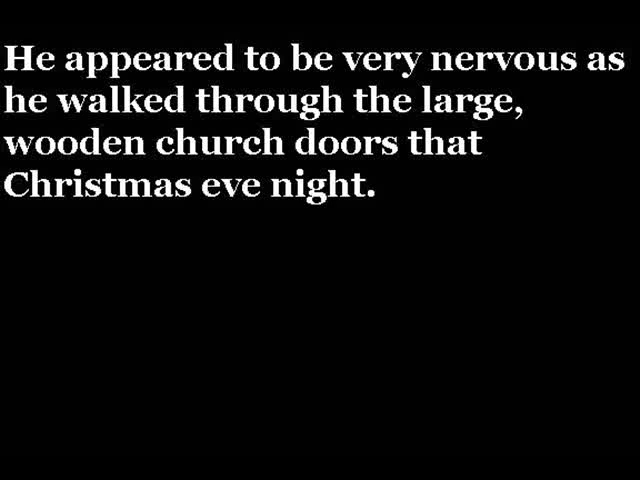 He appeared to be very nervous as
he walked through the large,
wooden church doors that
Christmas eve night.